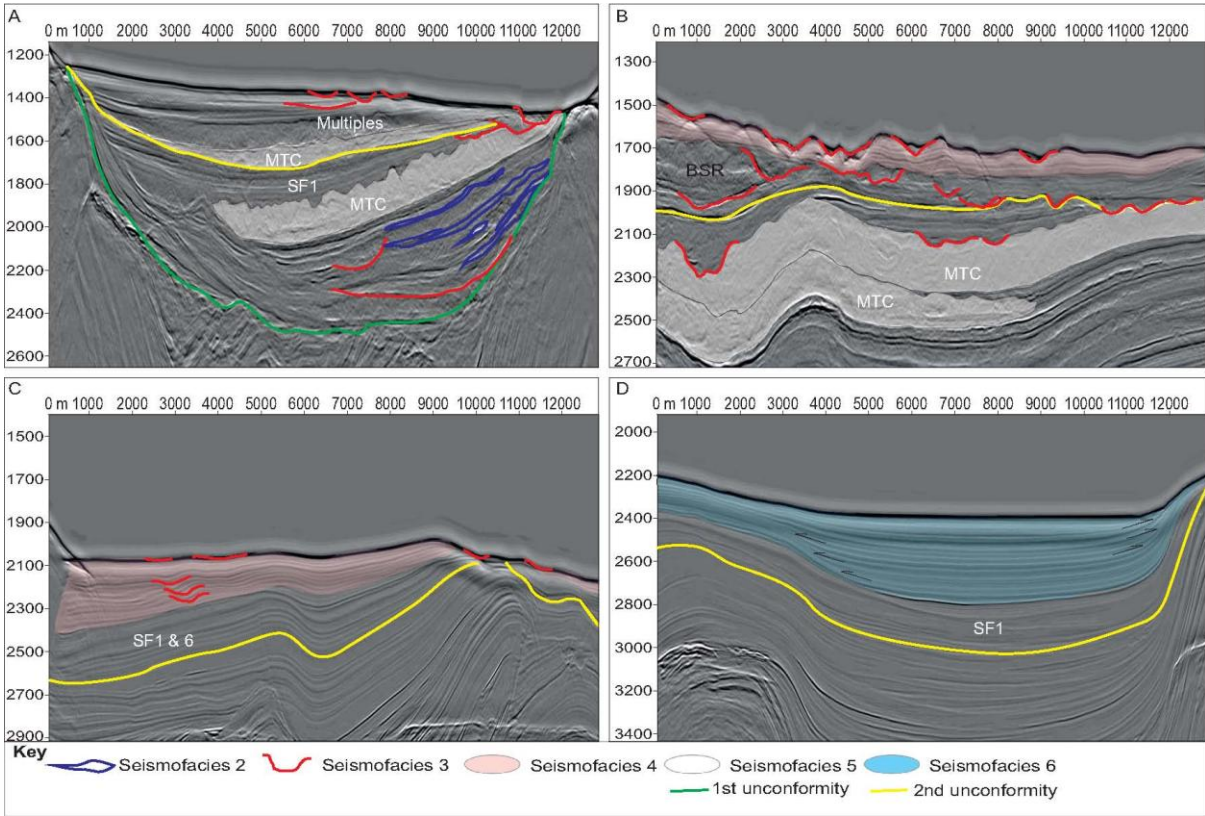 A
B
0 m 1000 2000 3000 4000 5000 6000 7000 8000 9000 10000 11000 12000
0 m 1000 2000 4000 6000 8000 10000 12000
1200
1400
1600
1800
2000
2200
2400
2600
Multiples
MTC
SF1
MTC
1300
1500
1700
1900
2100
2300
2500
2700
BSR
MTC
MTC
C
D
0 m 1000 2000 3000 4000 5000 6000 7000 8000 9000 10000 11000 12000
0 m 1000 2000 3000 4000 5000 6000 7000 8000 9000 10000 11000 12000
1500
1700
1900
2100
2300
2500
2700
2900
SF1 & 6
2000
2200
2400
2600
2800
3000
3200
3400
SF1
Key
Seismofacies 2 Seismofacies 3 Seismofacies 4 Seismofacies 5 Seismofacies 6
1st unconformity 2nd unconformity